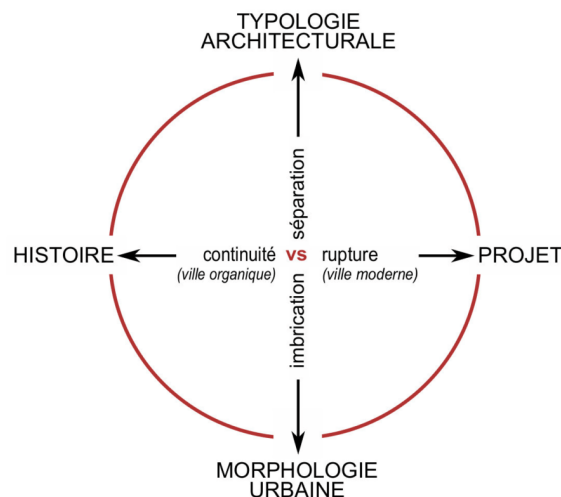 TYPOLOGIE
ARCHITECTURALE
séparation
HISTOIRE
continuité vs rupture
PROJET
(ville organique)
(ville moderne)
imbrication
MORPHOLOGIE
URBAINE